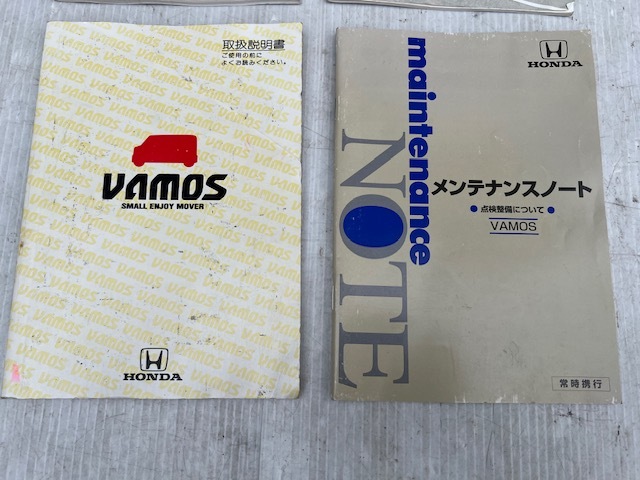 取扱説明書
ご使用の前に
よくお読みください。
VAMOS
SMALL ENJOY MOVER
HONDA
HONDA
maintenance
NOTE
メンテナンスノート
●点検整備について●
VAMOS
常時携行